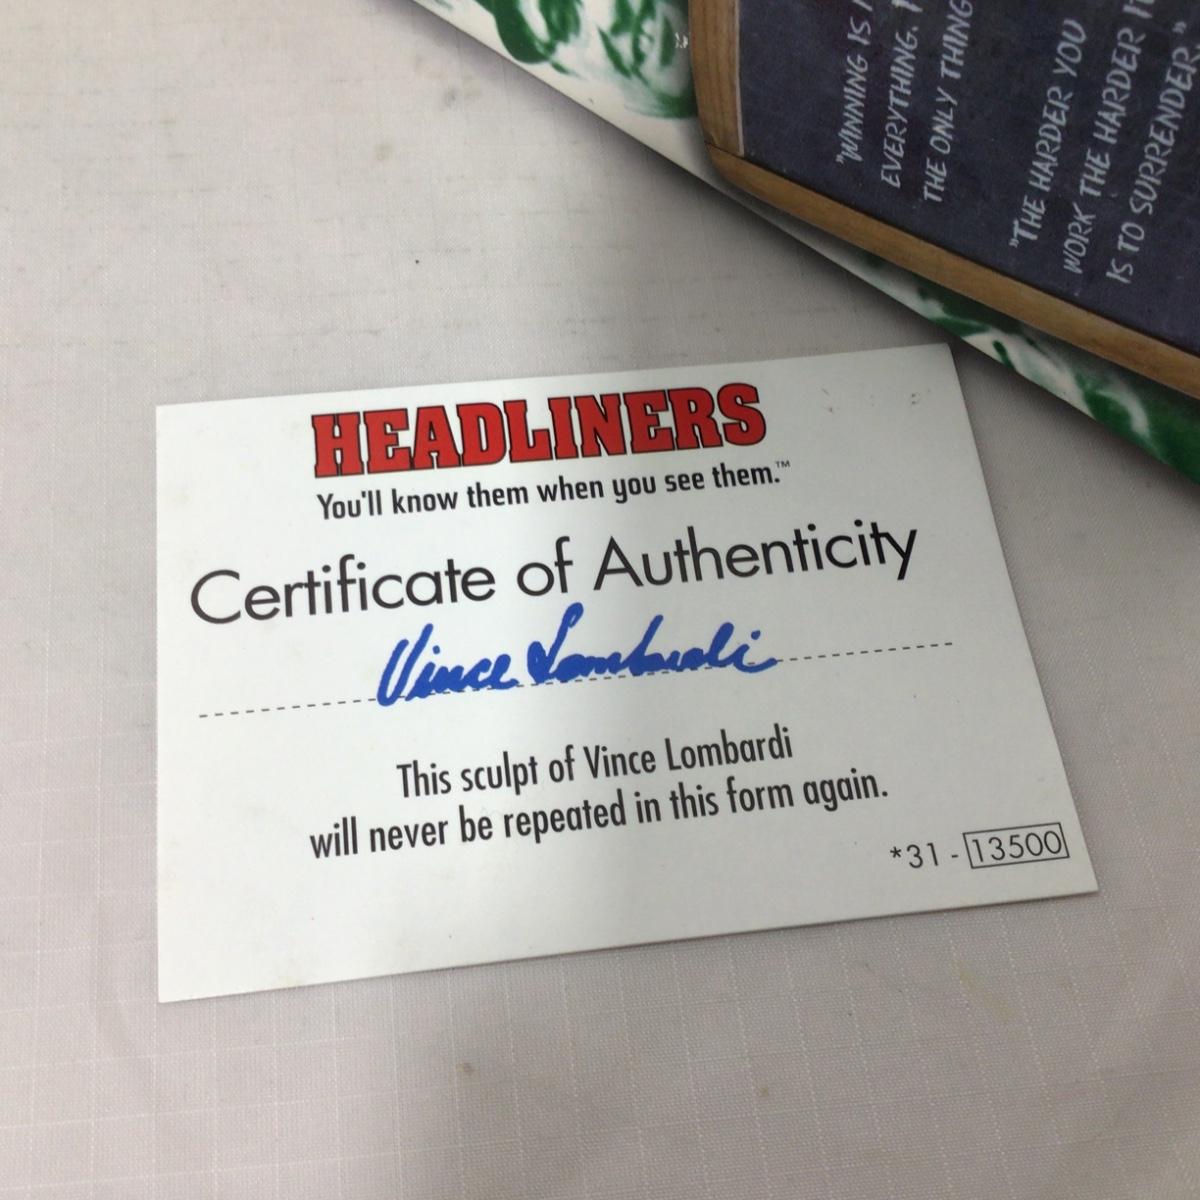 "WINNING IS
EVERYTHING.
THE ONLY THING
"THE HARDER YOU
WORK THE HARDER IT
IS TO SURRENDER."
HEADLINERS
You'll know them when you see them.™
Certificate of Authenticity
Vince Lombardi
This sculpt of Vince Lombardi
will never be repeated in this form again.
*31 - 13500